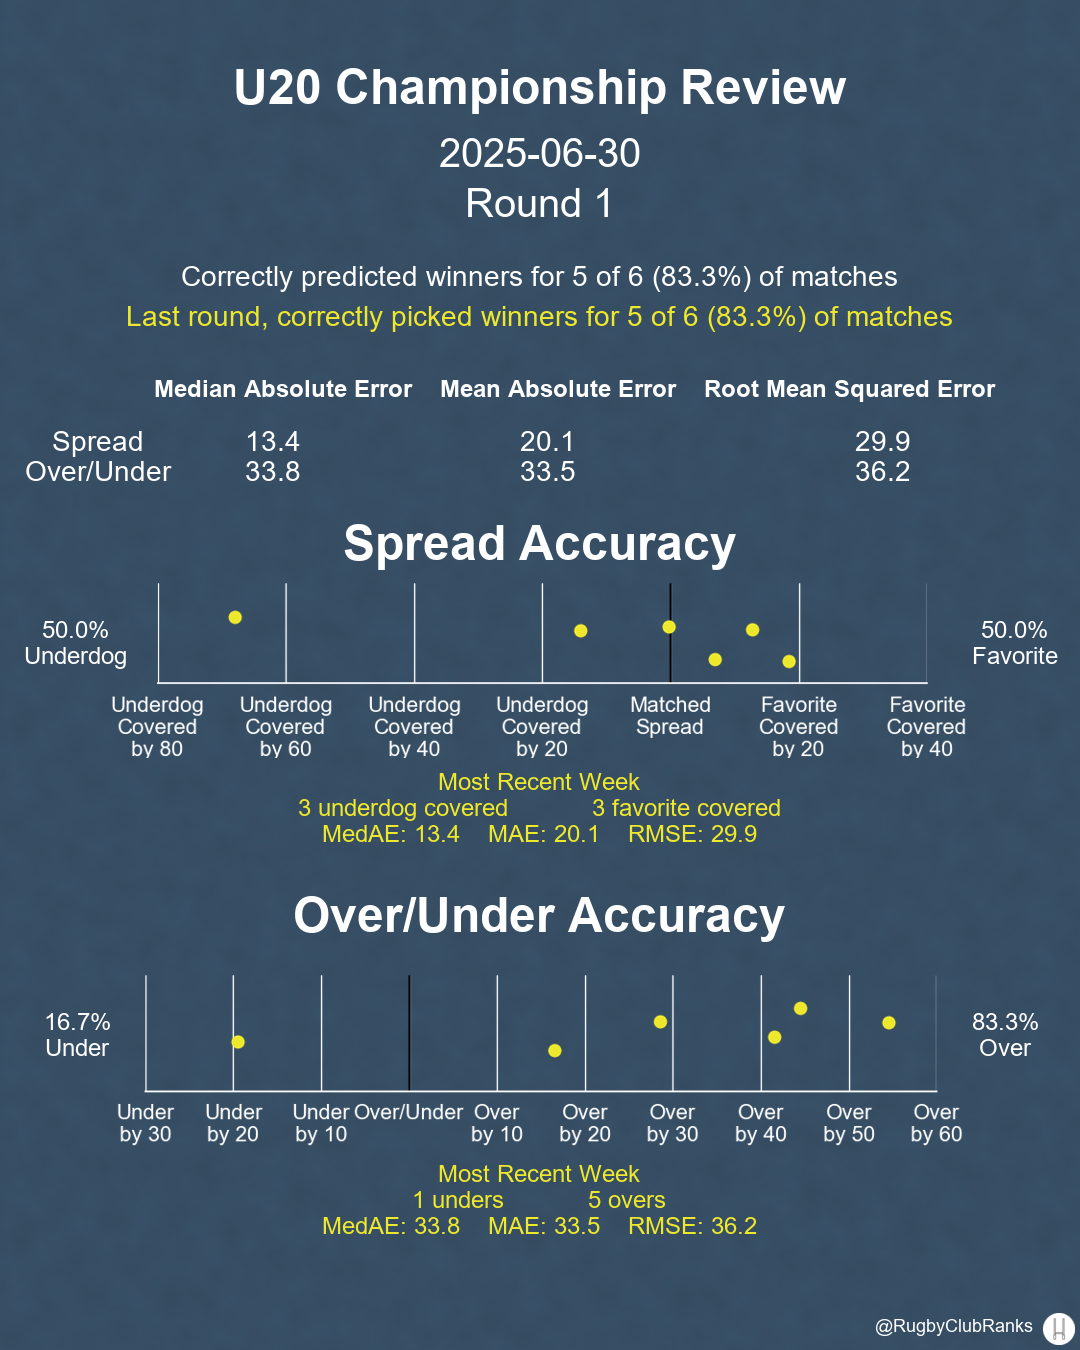 U20 Championship Review
2025-06-30
Round 1
Correctly predicted winners for 5 of 6 (83.3%) of matches
Last round, correctly picked winners for 5 of 6 (83.3%) of matches
Median Absolute Error Mean Absolute Error Root Mean Squared Error
Spread 13.4 20.1 29.9
Over/Under 33.8 33.5 36.2
Spread Accuracy
50.0% 50.0%
Underdog Favorite
Underdog Underdog Underdog Underdog Matched Favorite Favorite
Covered Covered Covered Covered Spread Covered Covered
by 80 by 60 by 40 by 20 by 20 by 40
Most Recent Week
3 underdog covered 3 favorite covered
MedAE: 13.4 MAE: 20.1 RMSE: 29.9
Over/Under Accuracy
16.7% 83.3%
Under Over
Under Under Under Over/Under Over Over Over Over Over Over
by 30 by 20 by 10 by 10 by 20 by 30 by 40 by 50 by 60
Most Recent Week
1 unders 5 overs
MedAE: 33.8 MAE: 33.5 RMSE: 36.2
@RugbyClubRanks